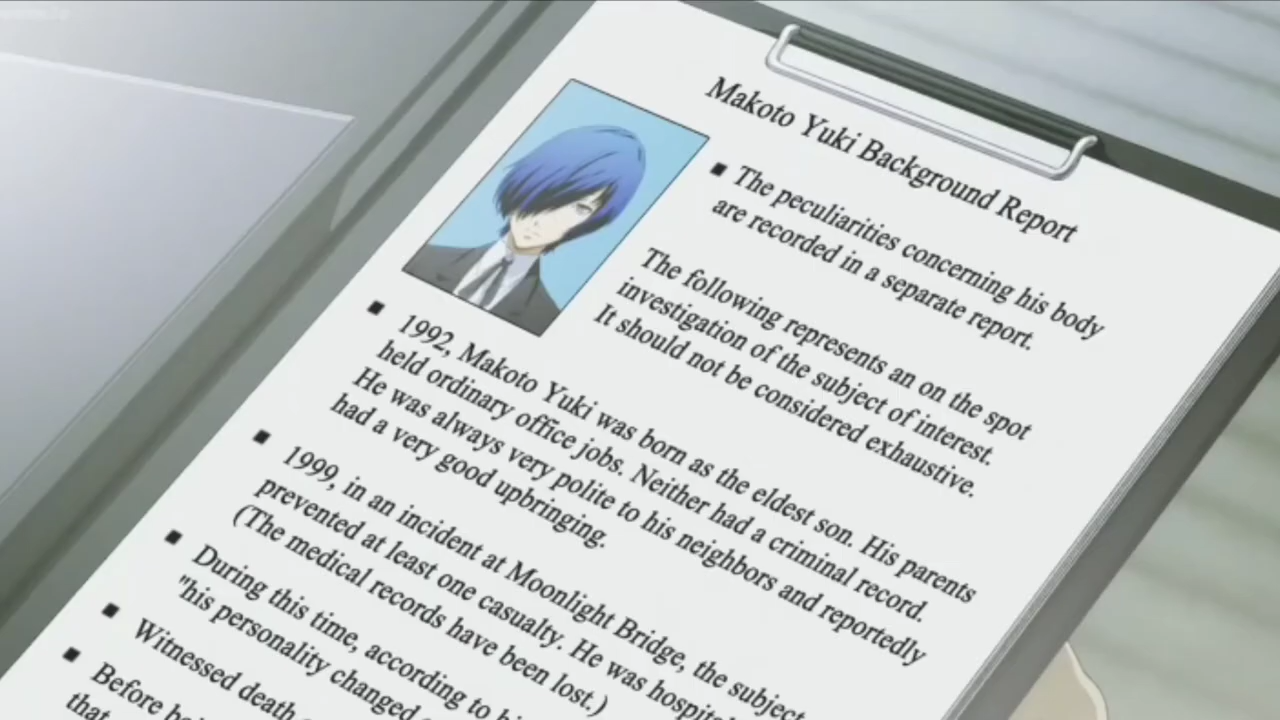 Makoto Yuki Background Report
■ The peculiarities concerning his body
are recorded in a separate report.
The following represents an on the spot
investigation of the subject of interest.
It should not be considered exhaustive.
■ 1992, Makoto Yuki was born as the eldest son. His parents
held ordinary office jobs. Neither had a criminal record.
He was always very polite to his neighbors and reportedly
had a very good upbringing.
■ 1999, in an incident at Moonlight Bridge, the subject
prevented at least one casualty. He was hospital
(The medical records have been lost.)
■ During this time, according to hi
"his personality changed
■ Witnessed death
■ Before be
that